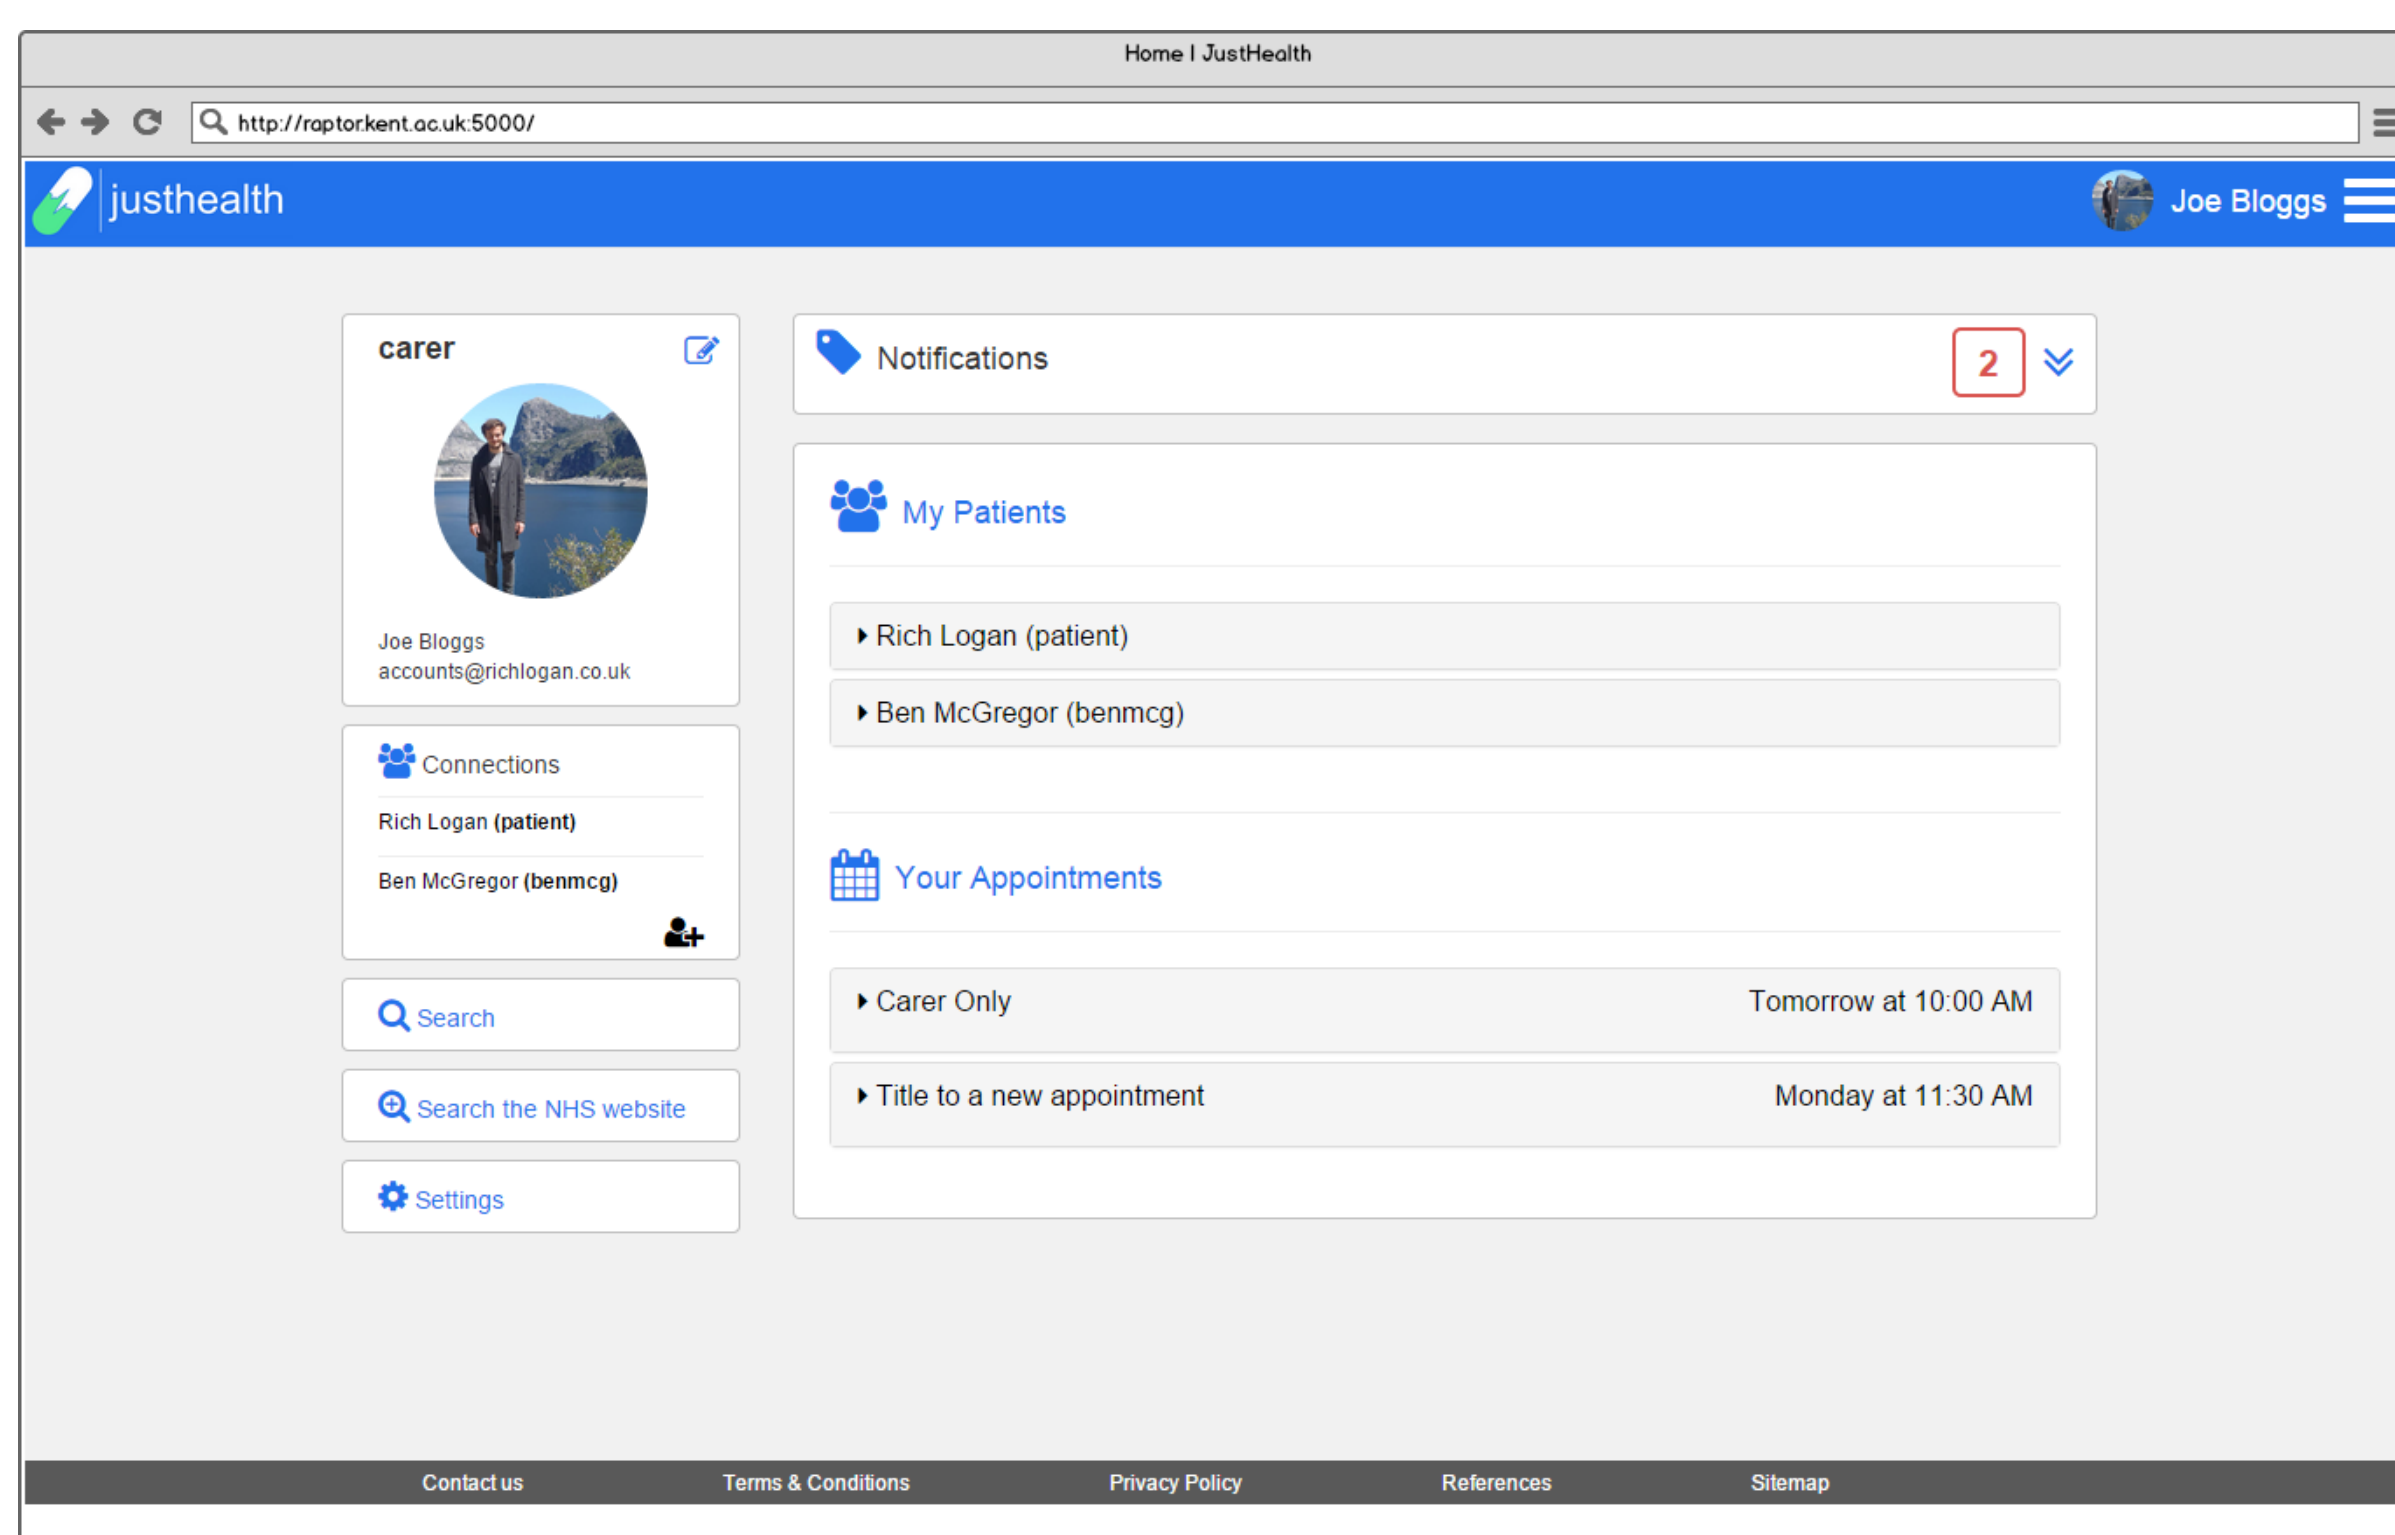 Home | JustHealth
http://raptor.kent.ac.uk:5000/
justhealth
Joe Bloggs
carer
Joe Bloggs
accounts@richlogan.co.uk
Connections
Rich Logan (patient)
Ben McGregor (benmcg)
Search
Search the NHS website
Settings
Notifications
2
My Patients
Rich Logan (patient)
Ben McGregor (benmcg)
Your Appointments
Carer Only Tomorrow at 10:00 AM
Title to a new appointment Monday at 11:30 AM
Contact us Terms & Conditions Privacy Policy References Sitemap